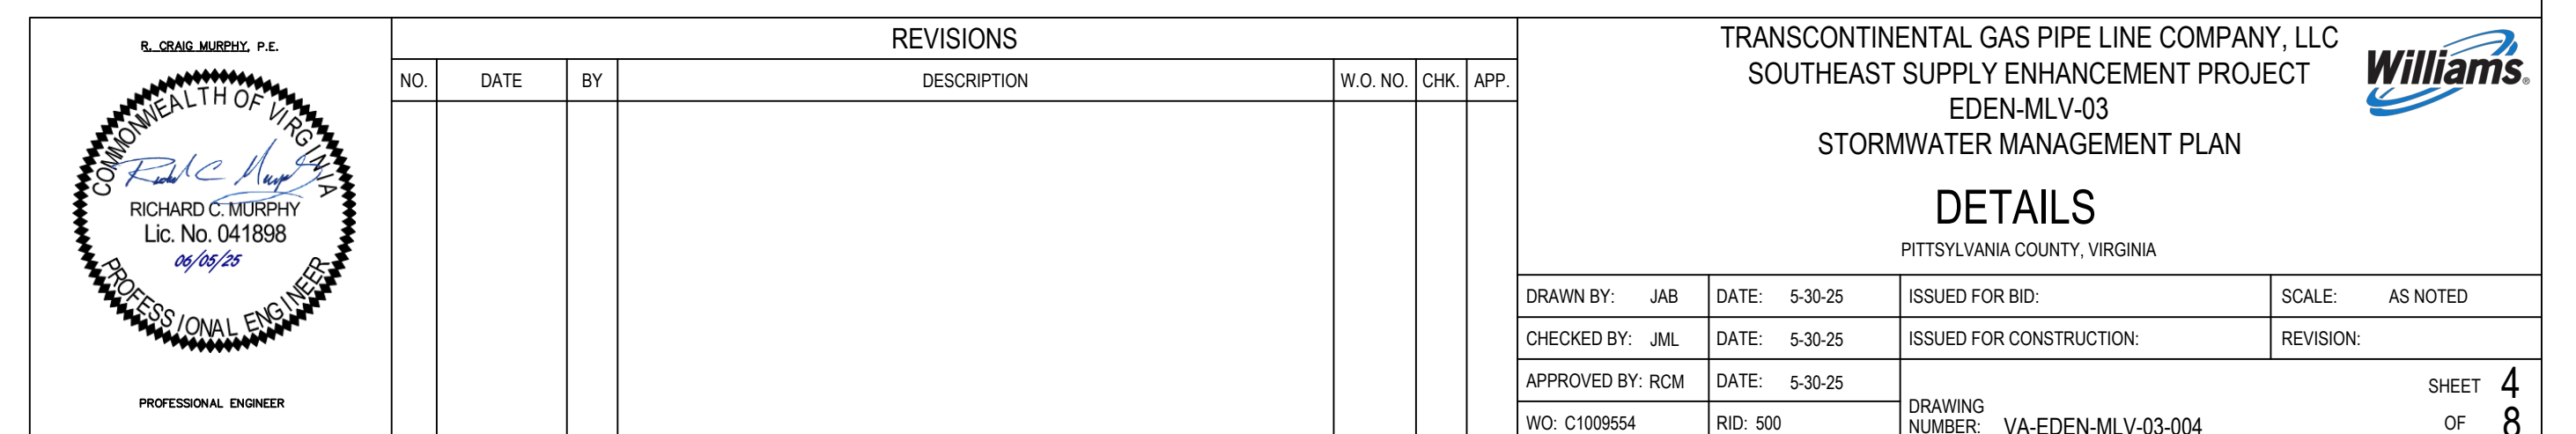 R. CRAIG MURPHY, P.E.
COMMONWEALTH OF VIRGINIA
RICHARD C. MURPHY
Lic. No. 041898
06/05/25
PROFESSIONAL ENGINEER
PROFESSIONAL ENGINEER
REVISIONS
NO. DATE BY DESCRIPTION W.O. NO. CHK. APP.
TRANSCONTINENTAL GAS PIPE LINE COMPANY, LLC
SOUTHEAST SUPPLY ENHANCEMENT PROJECT
EDEN-MLV-03
STORMWATER MANAGEMENT PLAN
Williams®
DETAILS
PITTSYLVANIA COUNTY, VIRGINIA
DRAWN BY: JAB DATE: 5-30-25 ISSUED FOR BID: SCALE: AS NOTED
CHECKED BY: JML DATE: 5-30-25 ISSUED FOR CONSTRUCTION: REVISION:
APPROVED BY: RCM DATE: 5-30-25
WO: C1009554 RID: 500
DRAWING
NUMBER: VA-EDEN-MLV-03-004
SHEET 4
OF 8